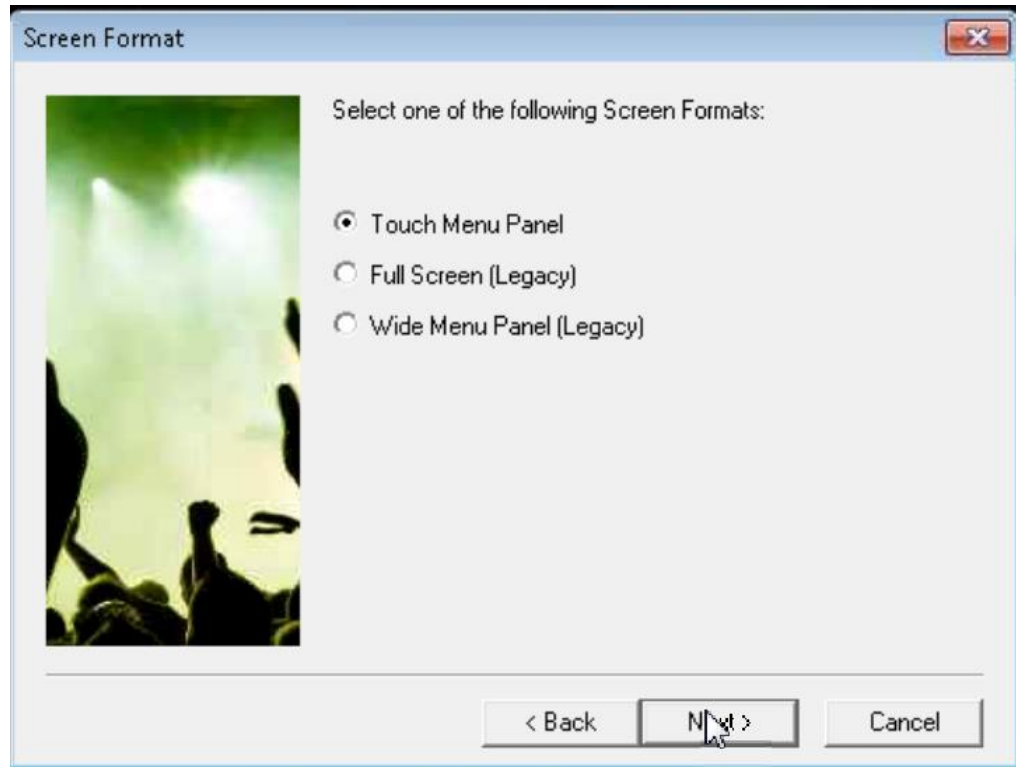 Screen Format
Select one of the following Screen Formats:
Touch Menu Panel
Full Screen (Legacy)
Wide Menu Panel (Legacy)
< Back
Next >
Cancel